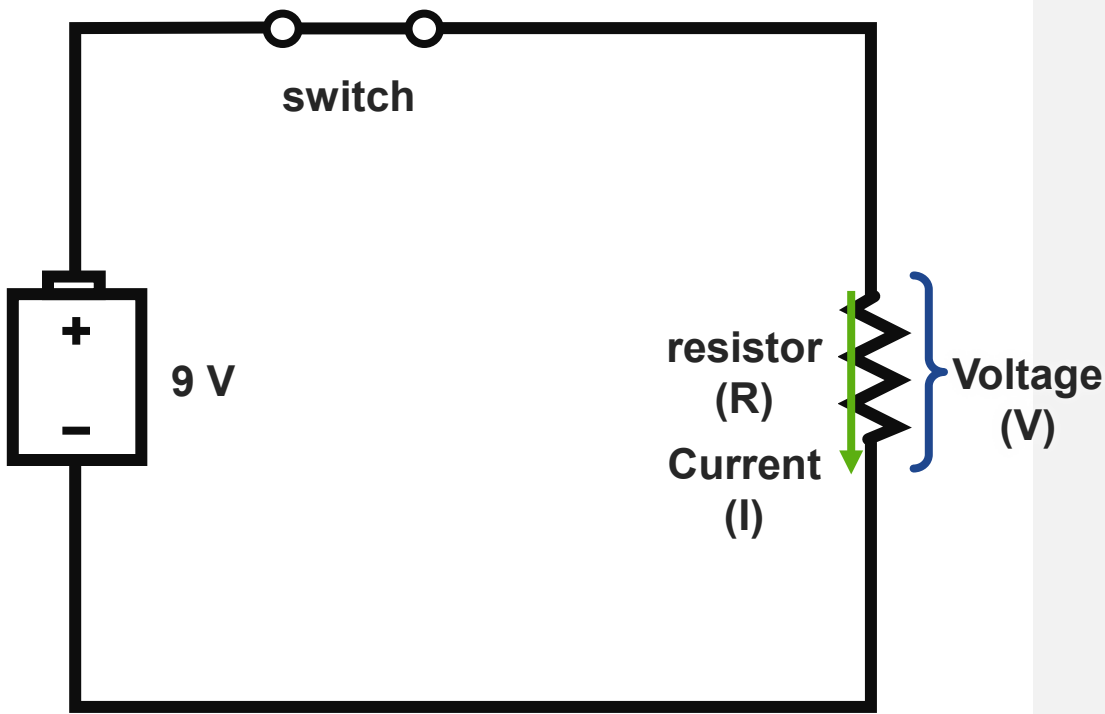 switch
+
9 V
−
resistor
(R)
Current
(I)
Voltage
(V)